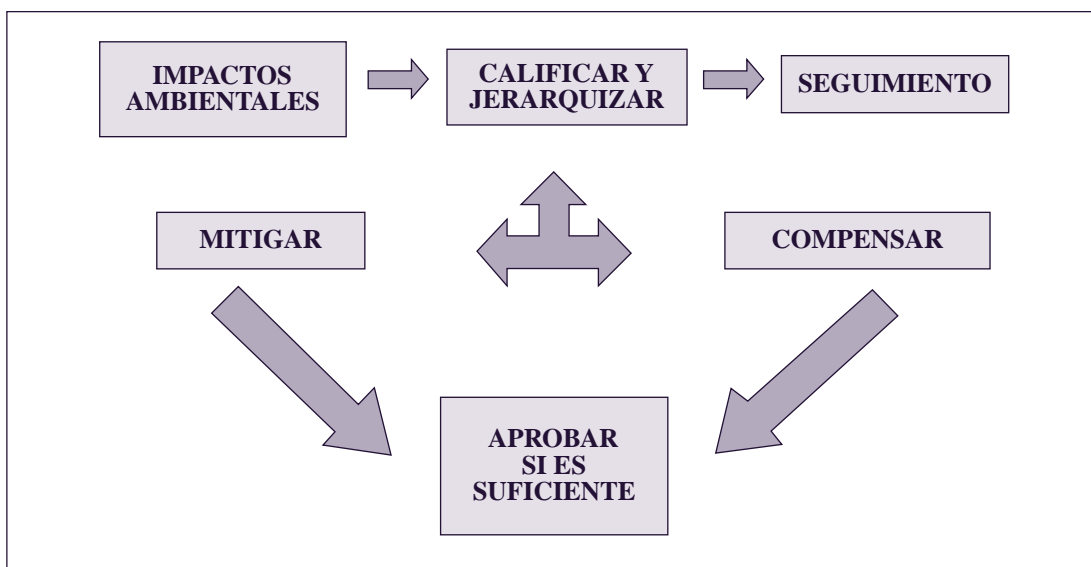 IMPACTOS
AMBIENTALES
CALIFICAR Y
JERARQUIZAR
SEGUIMIENTO
MITIGAR
COMPENSAR
APROBAR
SI ES
SUFICIENTE